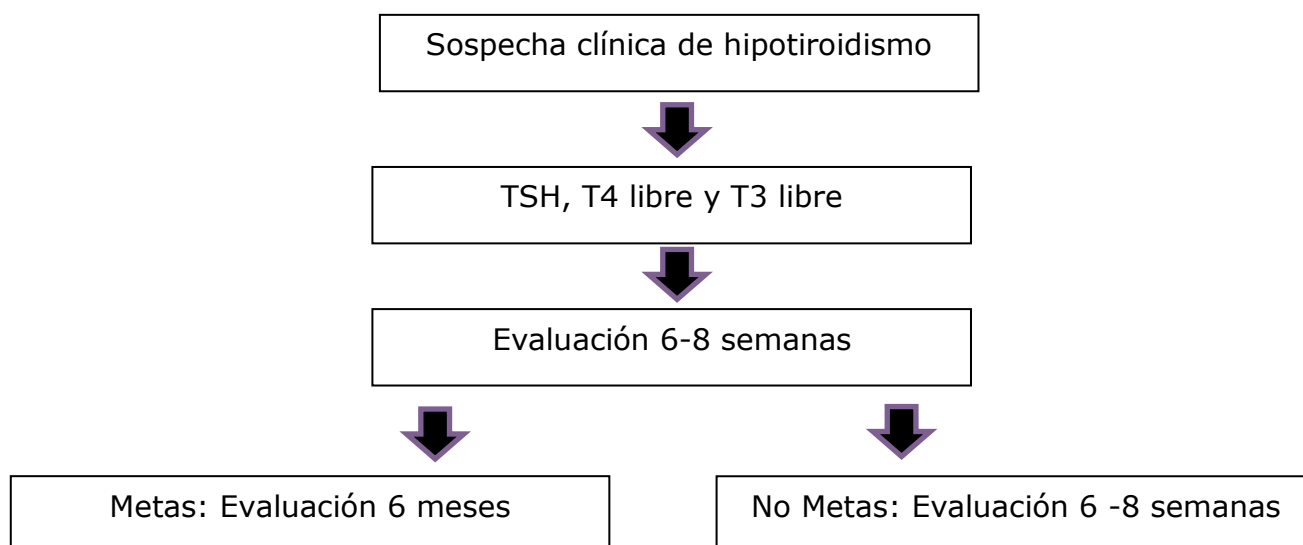 Sospecha clínica de hipotiroidismo
TSH, T4 libre y T3 libre
Evaluación 6-8 semanas
Metas: Evaluación 6 meses
No Metas: Evaluación 6 -8 semanas